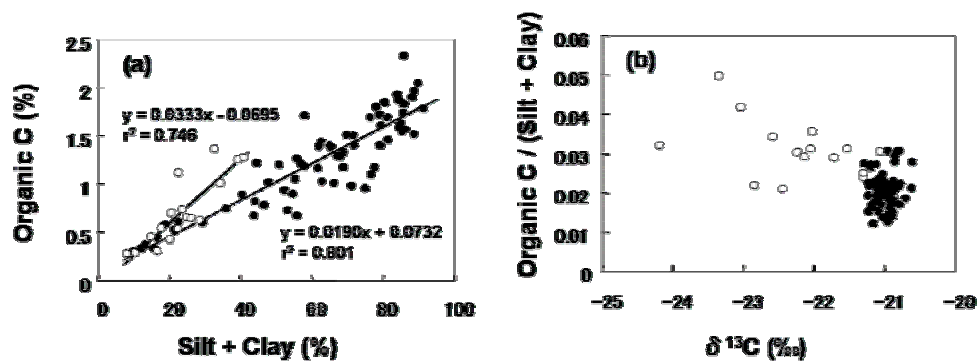 (a)
2.5
2
1.5
1
0.5
0
Organic C (%)
y = 0.0333x - 0.0695
r² = 0.746
y = 0.0190x + 0.0732
r² = 0.801
0 20 40 60 80 100
Silt + Clay (%)
(b)
0.06
0.05
0.04
0.03
0.02
0.01
0
Organic C / (Silt + Clay)
−25 −24 −23 −22 −21 −20
δ ¹³C (‰)